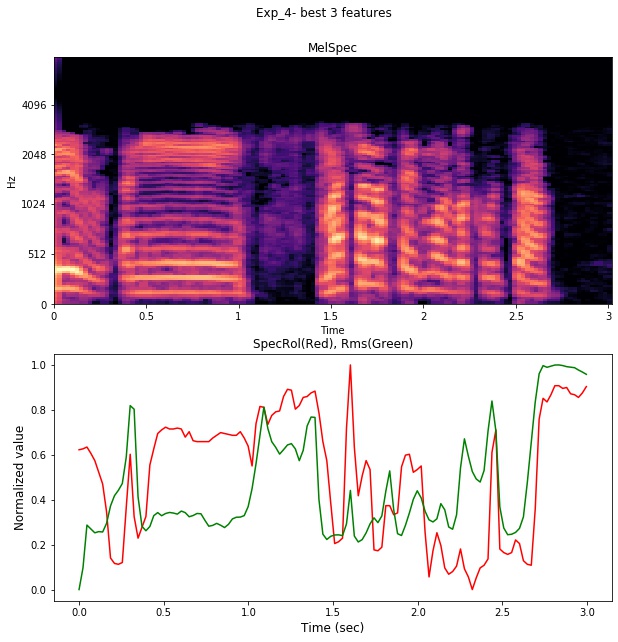 Exp_4- best 3 features
MelSpec
Hz
4096
2048
1024
512
0
0 0.5 1 1.5 2 2.5 3
Time
SpecRol(Red), Rms(Green)
Normalized value
1.0
0.8
0.6
0.4
0.2
0.0
0.0 0.5 1.0 1.5 2.0 2.5 3.0
Time (sec)